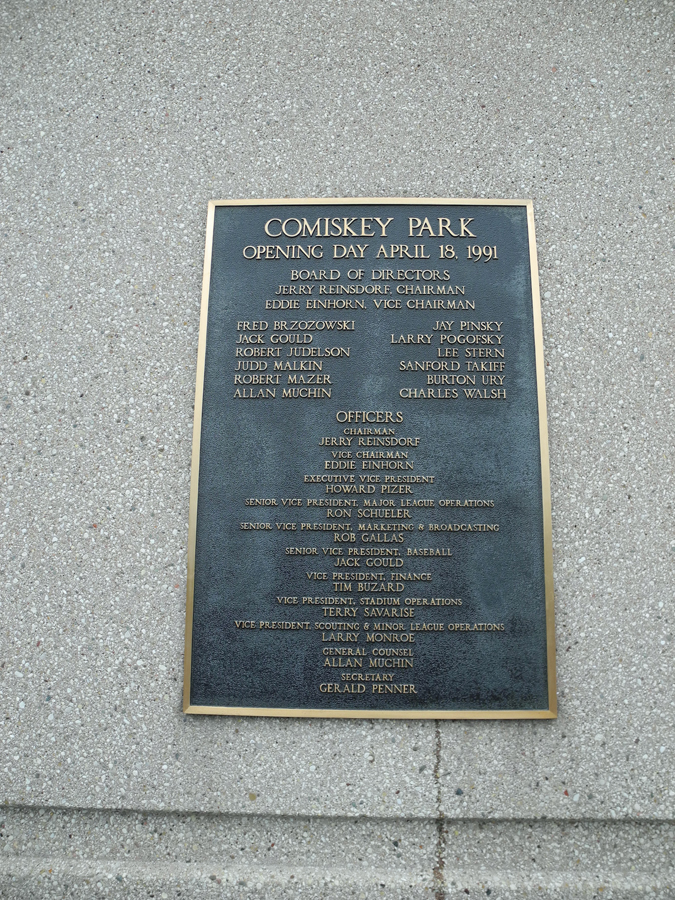 COMISKEY PARK
OPENING DAY APRIL 18, 1991
BOARD OF DIRECTORS
JERRY REINSDORF, CHAIRMAN
EDDIE EINHORN, VICE CHAIRMAN
FRED BRZOZOWSKI JAY PINSKY
JACK GOULD LARRY POGOFSKY
ROBERT JUDELSON LEE STERN
JUDD MALKIN SANFORD TAKIFF
ROBERT MAZER BURTON URY
ALLAN MUCHIN CHARLES WALSH
OFFICERS
CHAIRMAN
JERRY REINSDORF
VICE CHAIRMAN
EDDIE EINHORN
EXECUTIVE VICE PRESIDENT
HOWARD PIZER
SENIOR VICE PRESIDENT, MAJOR LEAGUE OPERATIONS
RON SCHUELER
SENIOR VICE PRESIDENT, MARKETING & BROADCASTING
ROB GALLAS
SENIOR VICE PRESIDENT, BASEBALL
JACK GOULD
VICE PRESIDENT, FINANCE
TIM BUZARD
VICE PRESIDENT, STADIUM OPERATIONS
TERRY SAVARISE
VICE PRESIDENT, SCOUTING & MINOR LEAGUE OPERATIONS
LARRY MONROE
GENERAL COUNSEL
ALLAN MUCHIN
SECRETARY
GERALD PENNER